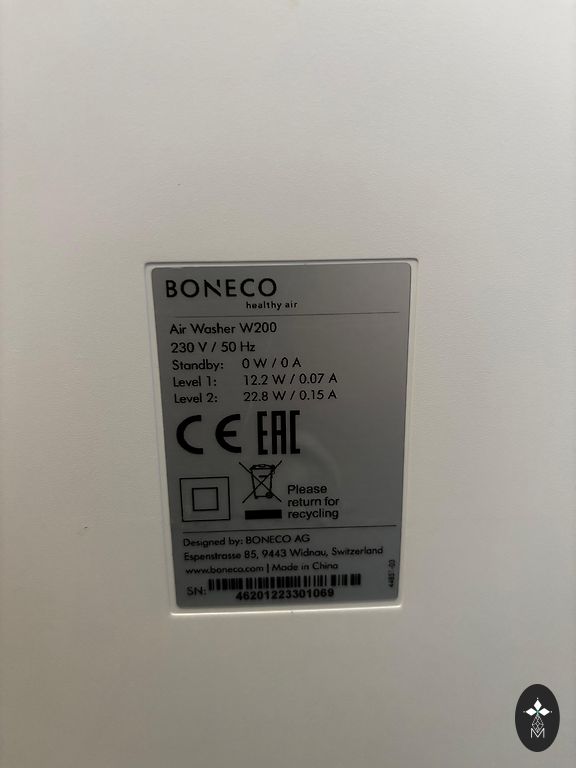 BONECO
healthy air
Air Washer W200
230 V / 50 Hz
Standby: 0 W / 0 A
Level 1: 12.2 W / 0.07 A
Level 2: 22.8 W / 0.15 A
CE EAC
Please
return for
recycling
Designed by: BONECO AG
Espenstrasse 85, 9443 Widnau, Switzerland
www.boneco.com | Made in China
SN:
46201223301069
M